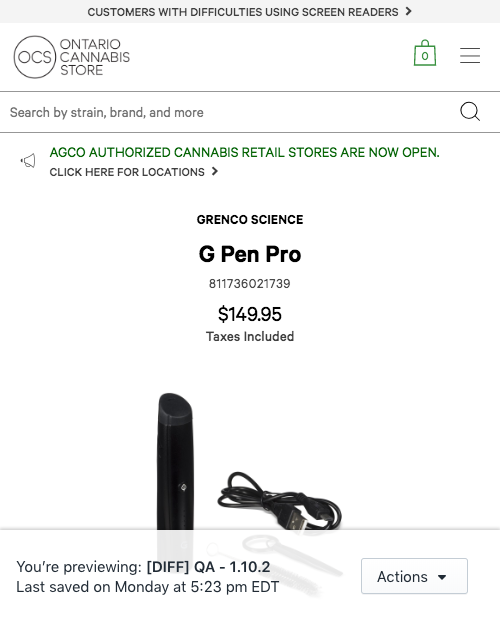 CUSTOMERS WITH DIFFICULTIES USING SCREEN READERS
OCS
ONTARIO
CANNABIS
STORE
0
Search by strain, brand, and more
AGCO AUTHORIZED CANNABIS RETAIL STORES ARE NOW OPEN.
CLICK HERE FOR LOCATIONS
GRENCO SCIENCE
G Pen Pro
811736021739
$149.95
Taxes Included
You're previewing: [DIFF] QA - 1.10.2
Last saved on Monday at 5:23 pm EDT
Actions